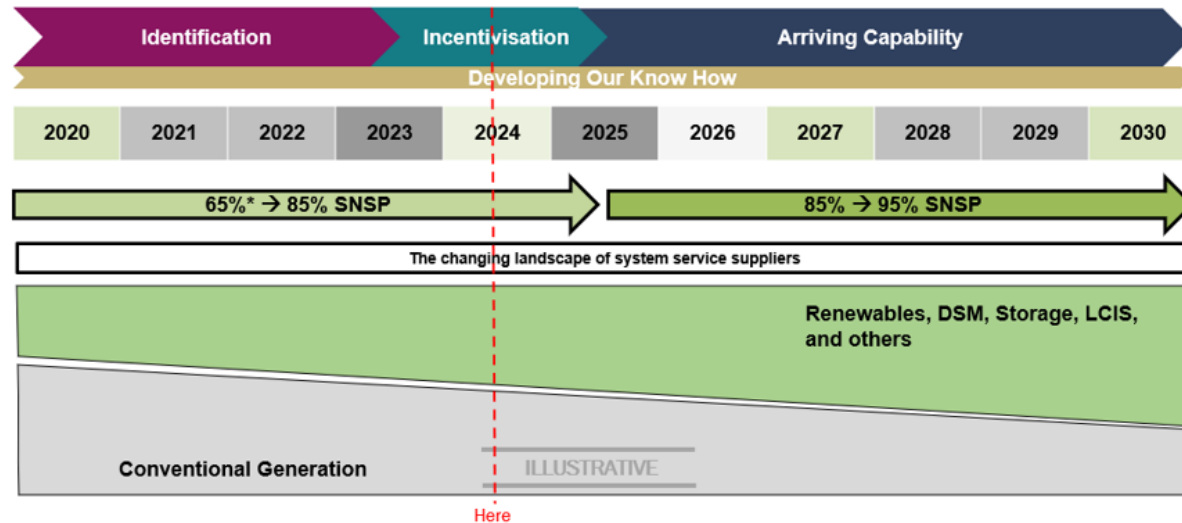 Identification Incentivisation Arriving Capability
Developing Our Know How
2020 2021 2022 2023 2024 2025 2026 2027 2028 2029 2030
65%* → 85% SNSP 85% → 95% SNSP
The changing landscape of system service suppliers
Renewables, DSM, Storage, LCIS,
and others
Conventional Generation
ILLUSTRATIVE
Here